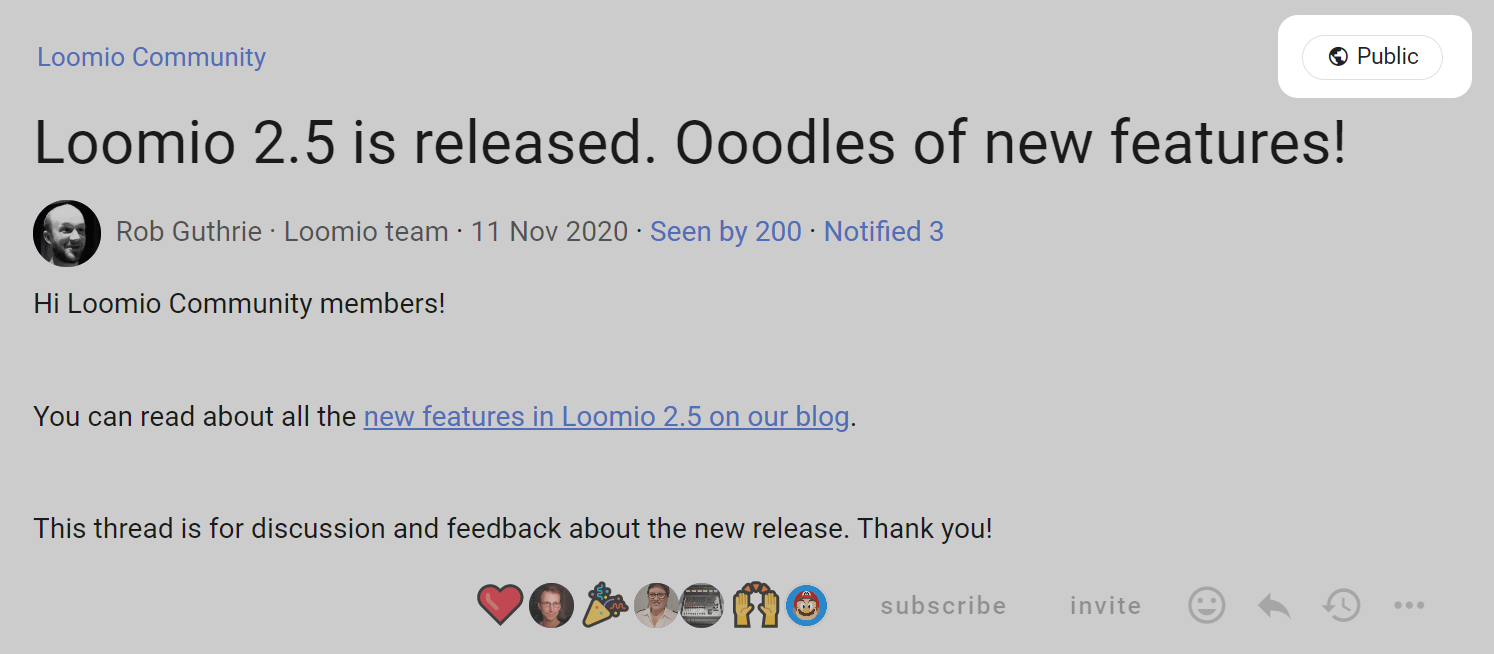 Loomio Community
Public
Loomio 2.5 is released. Ooodles of new features!
Rob Guthrie · Loomio team · 11 Nov 2020 · Seen by 200 · Notified 3
Hi Loomio Community members!
You can read about all the new features in Loomio 2.5 on our blog.
This thread is for discussion and feedback about the new release. Thank you!
subscribe invite